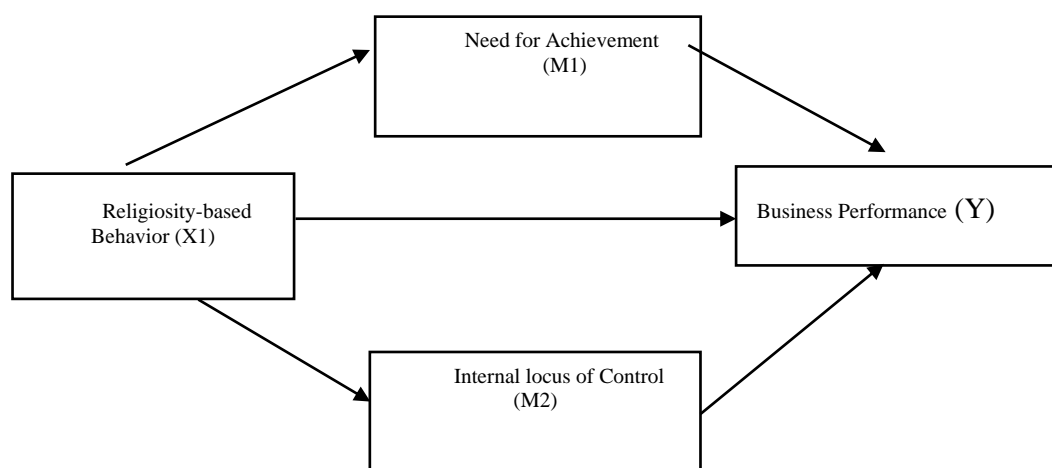 Need for Achievement
(M1)
Religiosity-based
Behavior (X1)
Business Performance (Y)
Internal locus of Control
(M2)